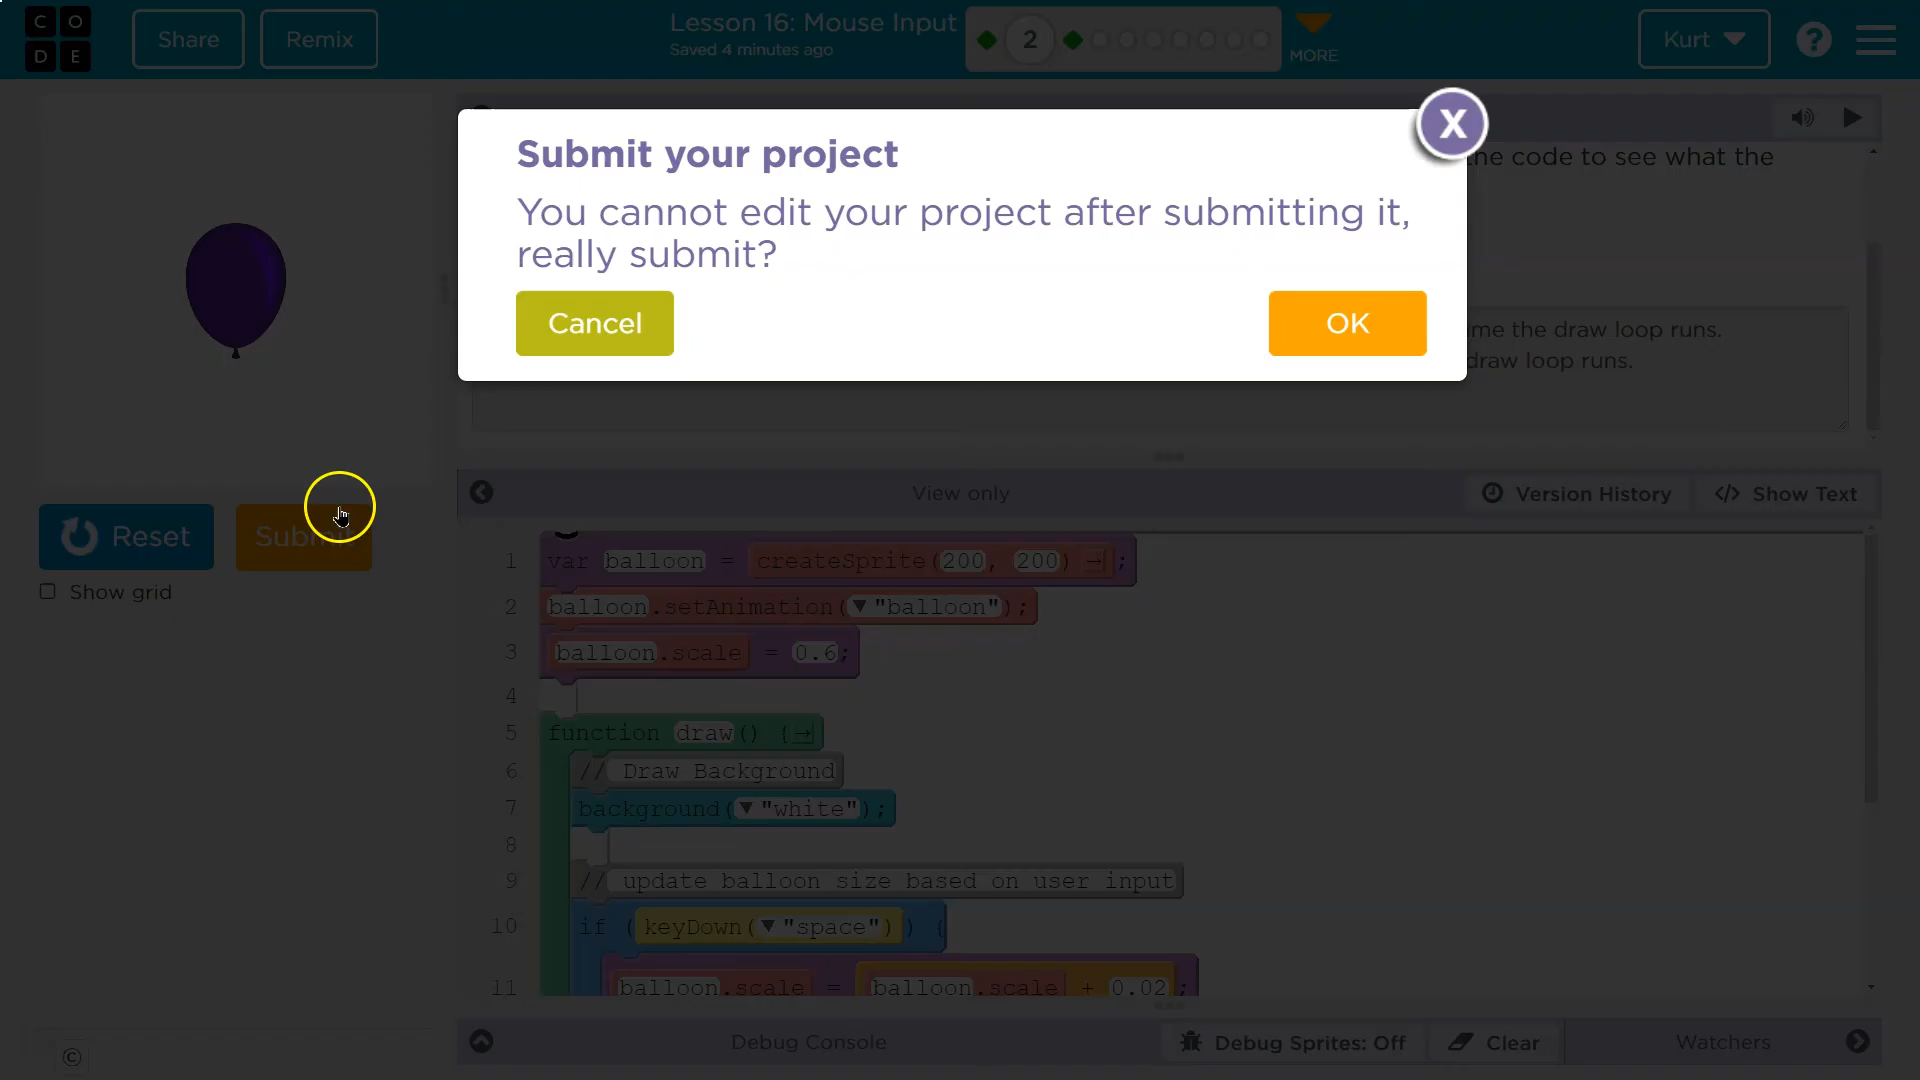 C O
D E
Share
Remix
Lesson 16: Mouse Input
Saved 4 minutes ago
2
MORE
Kurt
?
X
Submit your project
the code to see what the
You cannot edit your project after submitting it,
really submit?
Cancel
OK
me the draw loop runs.
draw loop runs.
Reset
Submit
Show grid
View only
Version History
</> Show Text
1 var balloon = createSprite(200, 200) → ;
2 balloon.setAnimation(▼"balloon");
3 balloon.scale = 0.6;
4
5 function draw() {→
6 // Draw Background
7 background(▼"white");
8
9 // update balloon size based on user input
10 if (keyDown(▼"space")) {
11 balloon.scale = balloon.scale + 0.02;
©
Debug Console
Debug Sprites: Off
Clear
Watchers